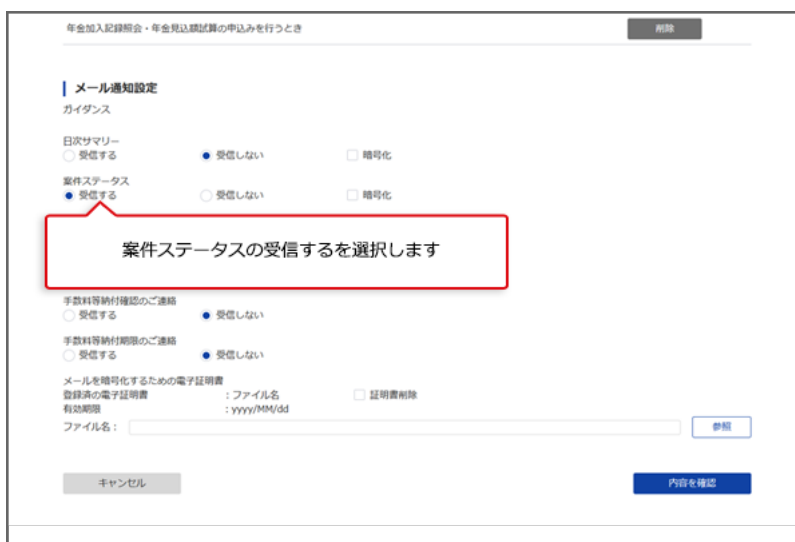 年金加入記録照会・年金見込額試算の申込みを行うとき
削除
メール通知設定
ガイダンス
日次サマリー
受信する 受信しない 暗号化
案件ステータス
受信する 受信しない 暗号化
案件ステータスの受信するを選択します
手数料等納付確認のご連絡
受信する 受信しない
手数料等納付期限のご連絡
受信する 受信しない
メールを暗号化するための電子証明書
登録済の電子証明書 : ファイル名 証明書削除
有効期限 : yyyy/MM/dd
ファイル名： 参照
キャンセル 内容を確認